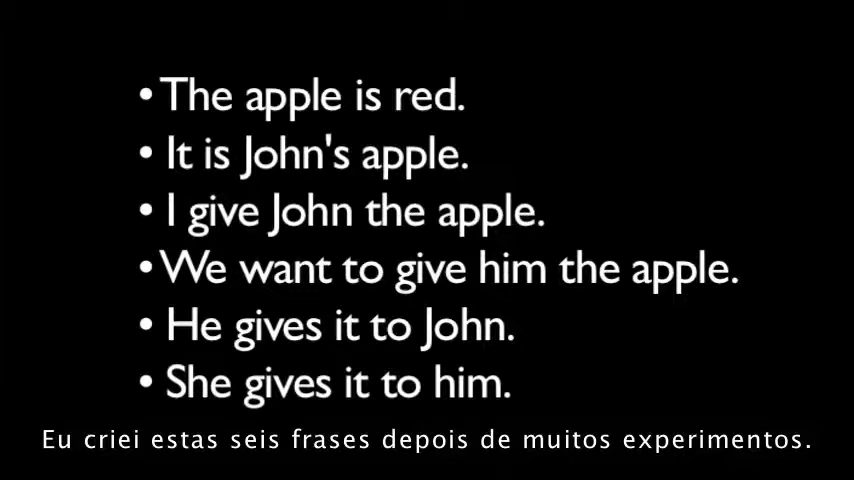 • The apple is red.
• It is John's apple.
• I give John the apple.
• We want to give him the apple.
• He gives it to John.
• She gives it to him.
Eu criei estas seis frases depois de muitos experimentos.